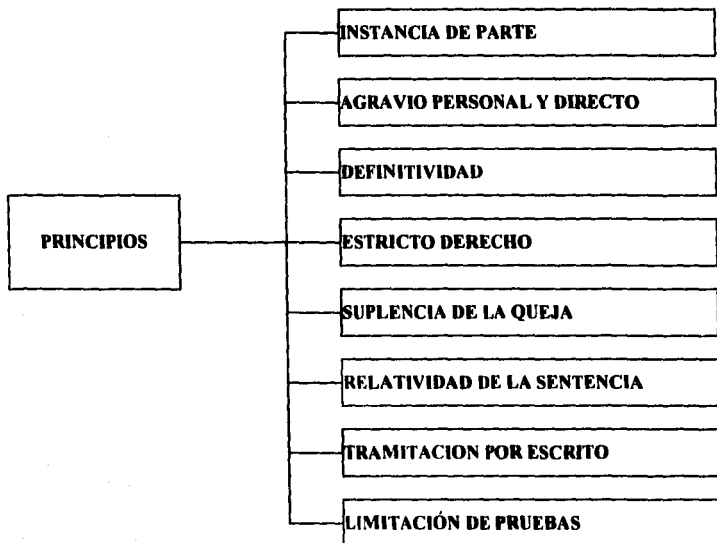 INSTANCIA DE PARTE
AGRAVIO PERSONAL Y DIRECTO
DEFINITIVIDAD
PRINCIPIOS
ESTRICTO DERECHO
SUPLENCIA DE LA QUEJA
RELATIVIDAD DE LA SENTENCIA
TRAMITACION POR ESCRITO
LIMITACIÓN DE PRUEBAS